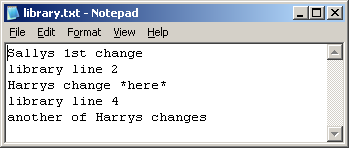 library.txt - Notepad
File Edit Format View Help
Sallys 1st change
library line 2
Harrys change *here*
library line 4
another of Harrys changes